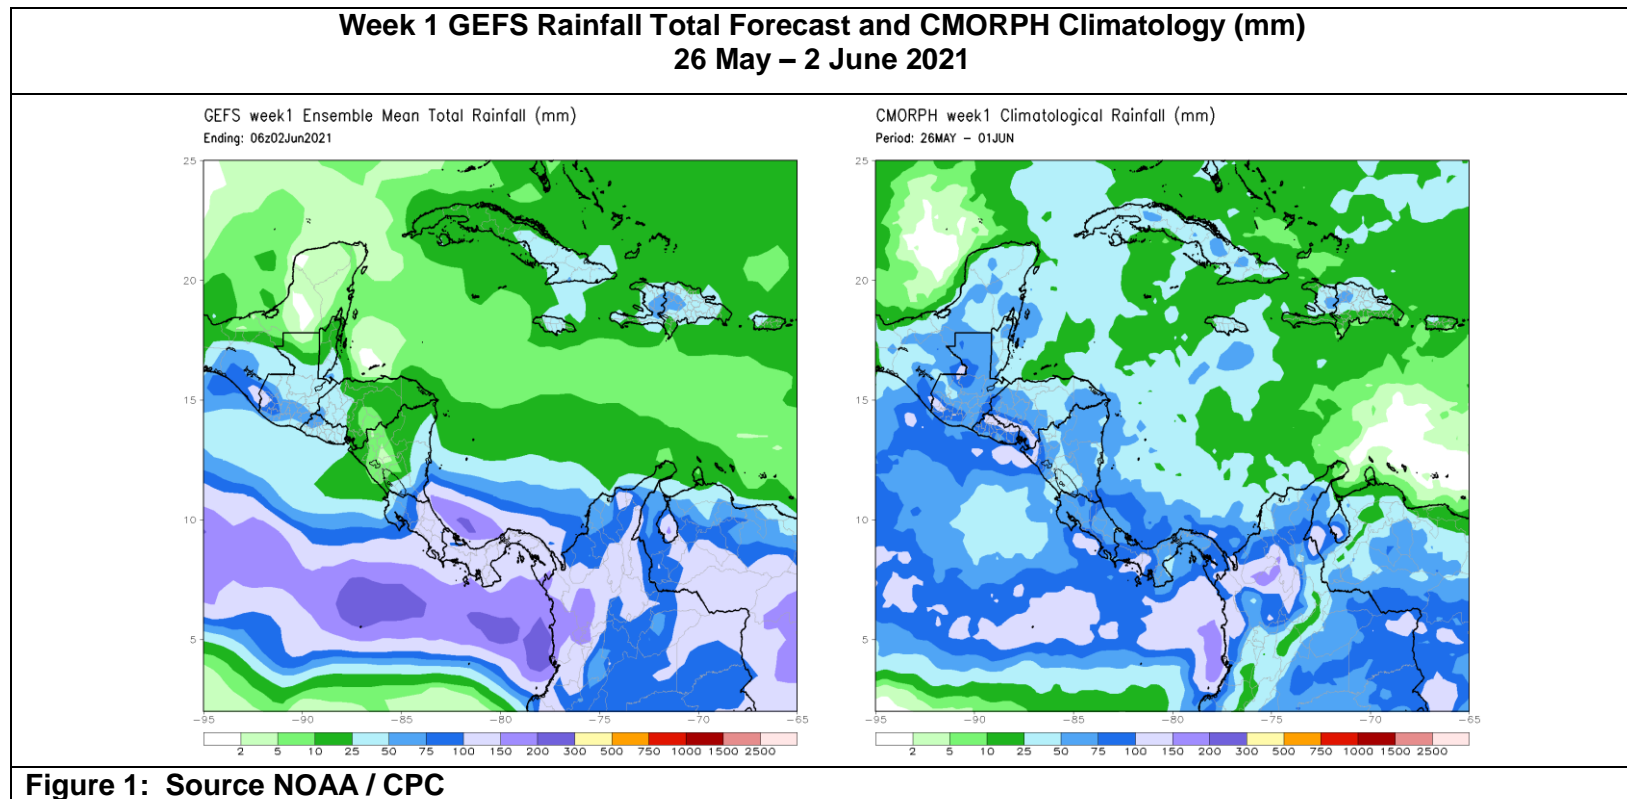 Week 1 GEFS Rainfall Total Forecast and CMORPH Climatology (mm)
26 May – 2 June 2021
GEFS week1 Ensemble Mean Total Rainfall (mm)
Ending: 06z02Jun2021
25
20
15
10
5
-95
-90
-85
-80
-75
-70
-65
2 5 10 25 50 75 100 150 200 300 500 750 1000 1500 2500
CMORPH week1 Climatological Rainfall (mm)
Period: 26MAY – 01JUN
25
20
15
10
5
-95
-90
-85
-80
-75
-70
-65
2 5 10 25 50 75 100 150 200 300 500 750 1000 1500 2500
Figure 1: Source NOAA / CPC